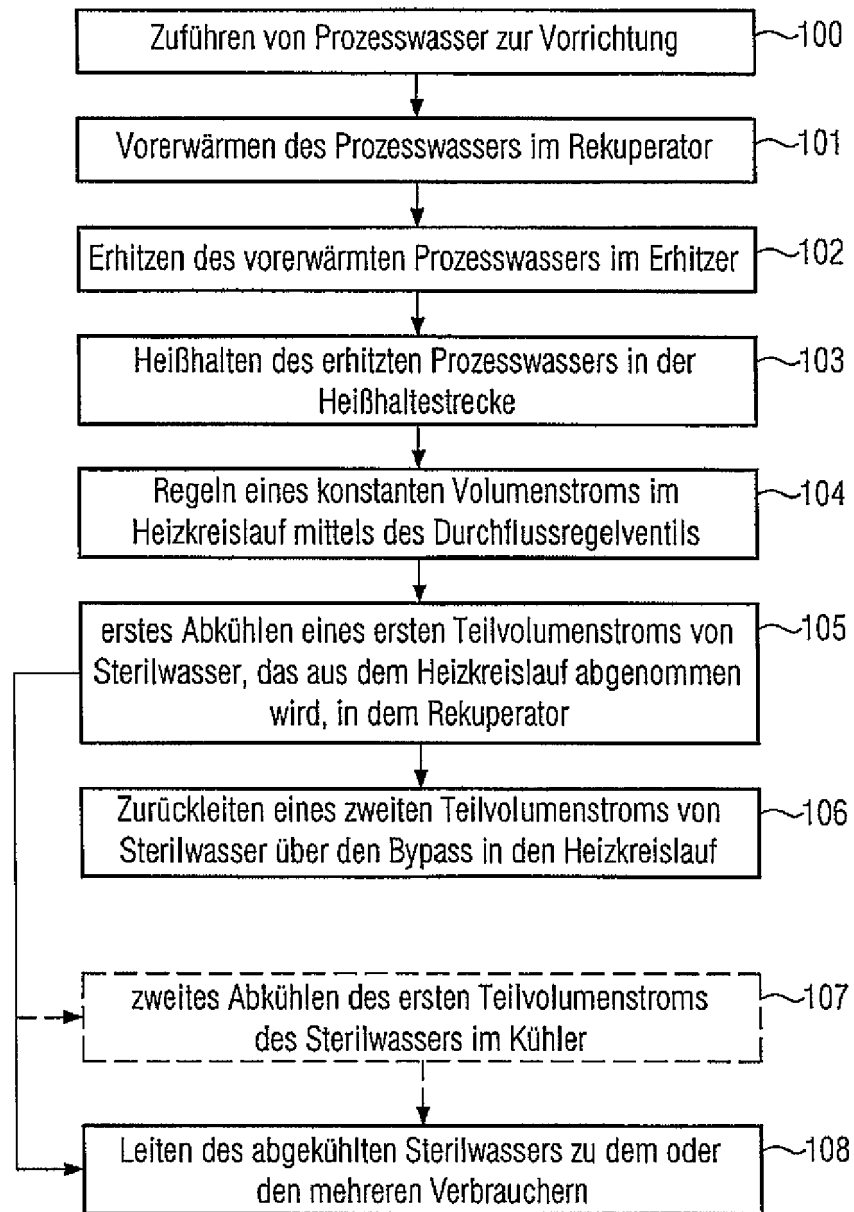 Zuführen von Prozesswasser zur Vorrichtung
100
Vorerwärmen des Prozesswassers im Rekuperator
101
Erhitzen des vorerwärmten Prozesswassers im Erhitzer
102
Heißhalten des erhitzten Prozesswassers in der
Heißhaltestrecke
103
Regeln eines konstanten Volumenstroms im
Heizkreislauf mittels des Durchflussregelventils
104
erstes Abkühlen eines ersten Teilvolumenstroms von
Sterilwasser, das aus dem Heizkreislauf abgenommen
wird, in dem Rekuperator
105
Zurückleiten eines zweiten Teilvolumenstroms von
Sterilwasser über den Bypass in den Heizkreislauf
106
zweites Abkühlen des ersten Teilvolumenstroms
des Sterilwassers im Kühler
107
Leiten des abgekühlten Sterilwassers zu dem oder
den mehreren Verbrauchern
108